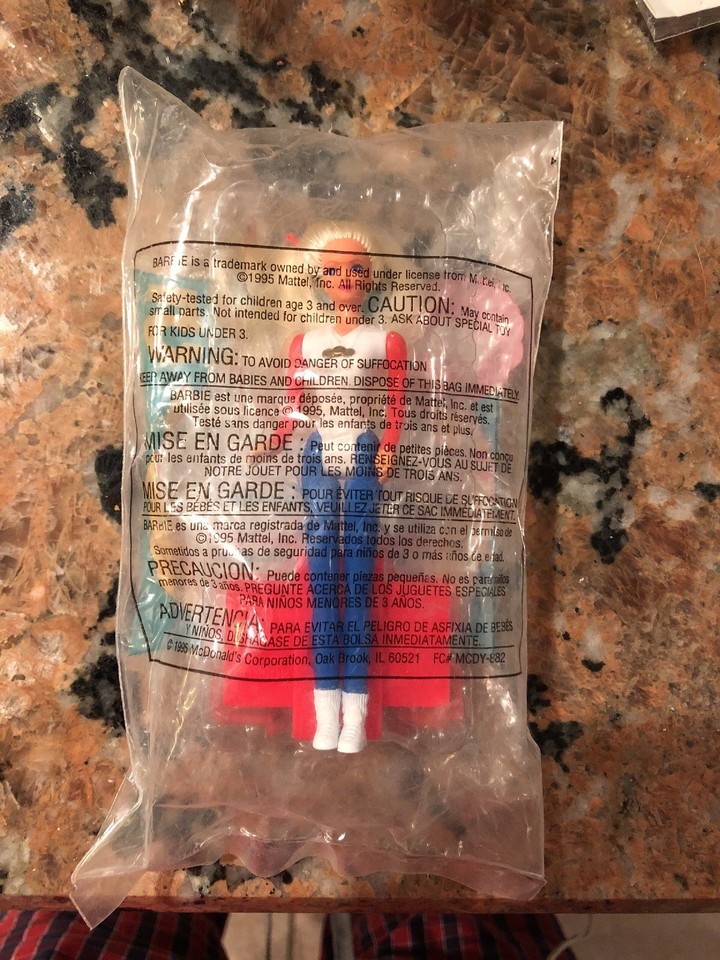 BARBIE is a trademark owned by and used under license from Mattel, Inc.
©1995 Mattel, Inc. All Rights Reserved.
Safety-tested for children age 3 and over. CAUTION: May contain
small parts. Not intended for children under 3. ASK ABOUT SPECIAL TOY
FOR KIDS UNDER 3.
WARNING: TO AVOID DANGER OF SUFFOCATION
KEEP AWAY FROM BABIES AND CHILDREN. DISPOSE OF THIS BAG IMMEDIATELY.
BARBIE est une marque déposée, propriété de Mattel, Inc. et est
utilisée sous licence © 1995, Mattel, Inc. Tous droits réservés.
Testé sans danger pour les enfants de trois ans et plus.
MISE EN GARDE : Peut contenir de petites pièces. Non conçu
pour les enfants de moins de trois ans. RENSEIGNEZ-VOUS AU SUJET DE
NOTRE JOUET POUR LES MOINS DE TROIS ANS.
MISE EN GARDE : POUR ÉVITER TOUT RISQUE DE SUFFOCATION
POUR LES BÉBÉS ET LES ENFANTS, VEUILLEZ JETER CE SAC IMMÉDIATEMENT.
BARBIE es una marca registrada de Mattel, Inc. y se utiliza con el permiso de
©1995 Mattel, Inc. Reservados todos los derechos.
Sometidos a pruebas de seguridad para niños de 3 o más años de edad.
PRECAUCION: Puede contener piezas pequeñas. No es para niños
menores de 3 años. PREGUNTE ACERCA DE LOS JUGUETES ESPECIALES
PARA NIÑOS MENORES DE 3 AÑOS.
ADVERTENCIA: PARA EVITAR EL PELIGRO DE ASFIXIA DE BEBÉS
Y NIÑOS, DESHÁGASE DE ESTA BOLSA INMEDIATAMENTE.
© 1995 McDonald's Corporation, Oak Brook, IL 60521 FC# MCDY-882